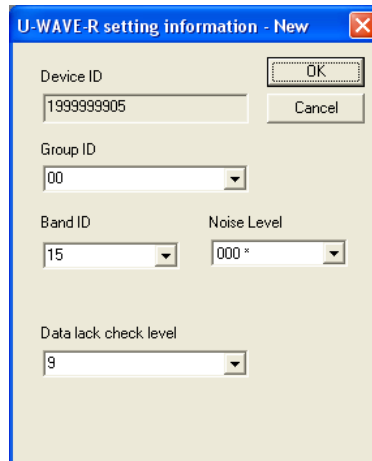 U-WAVE-R setting information - New
Device ID
OK
1999999905
Cancel
Group ID
00
Band ID
Noise Level
15
000 *
Data lack check level
9